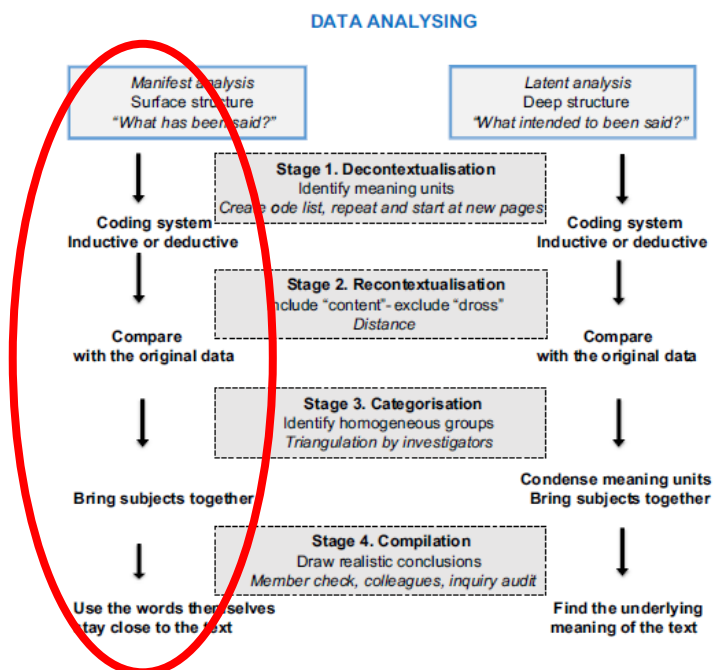 DATA ANALYSING
Manifest analysis
Surface structure
“What has been said?”
Latent analysis
Deep structure
“What intended to been said?”
Stage 1. Decontextualisation
Identify meaning units
Create ode list, repeat and start at new pages
Coding system
Inductive or deductive
Coding system
Inductive or deductive
Stage 2. Recontextualisation
nclude “content”- exclude “dross”
Distance
Compare
with the original data
Compare
with the original data
Stage 3. Categorisation
Identify homogeneous groups
Triangulation by investigators
Bring subjects together
Condense meaning units
Bring subjects together
Stage 4. Compilation
Draw realistic conclusions
Member check, colleagues, inquiry audit
Use the words themselves
stay close to the text
Find the underlying
meaning of the text